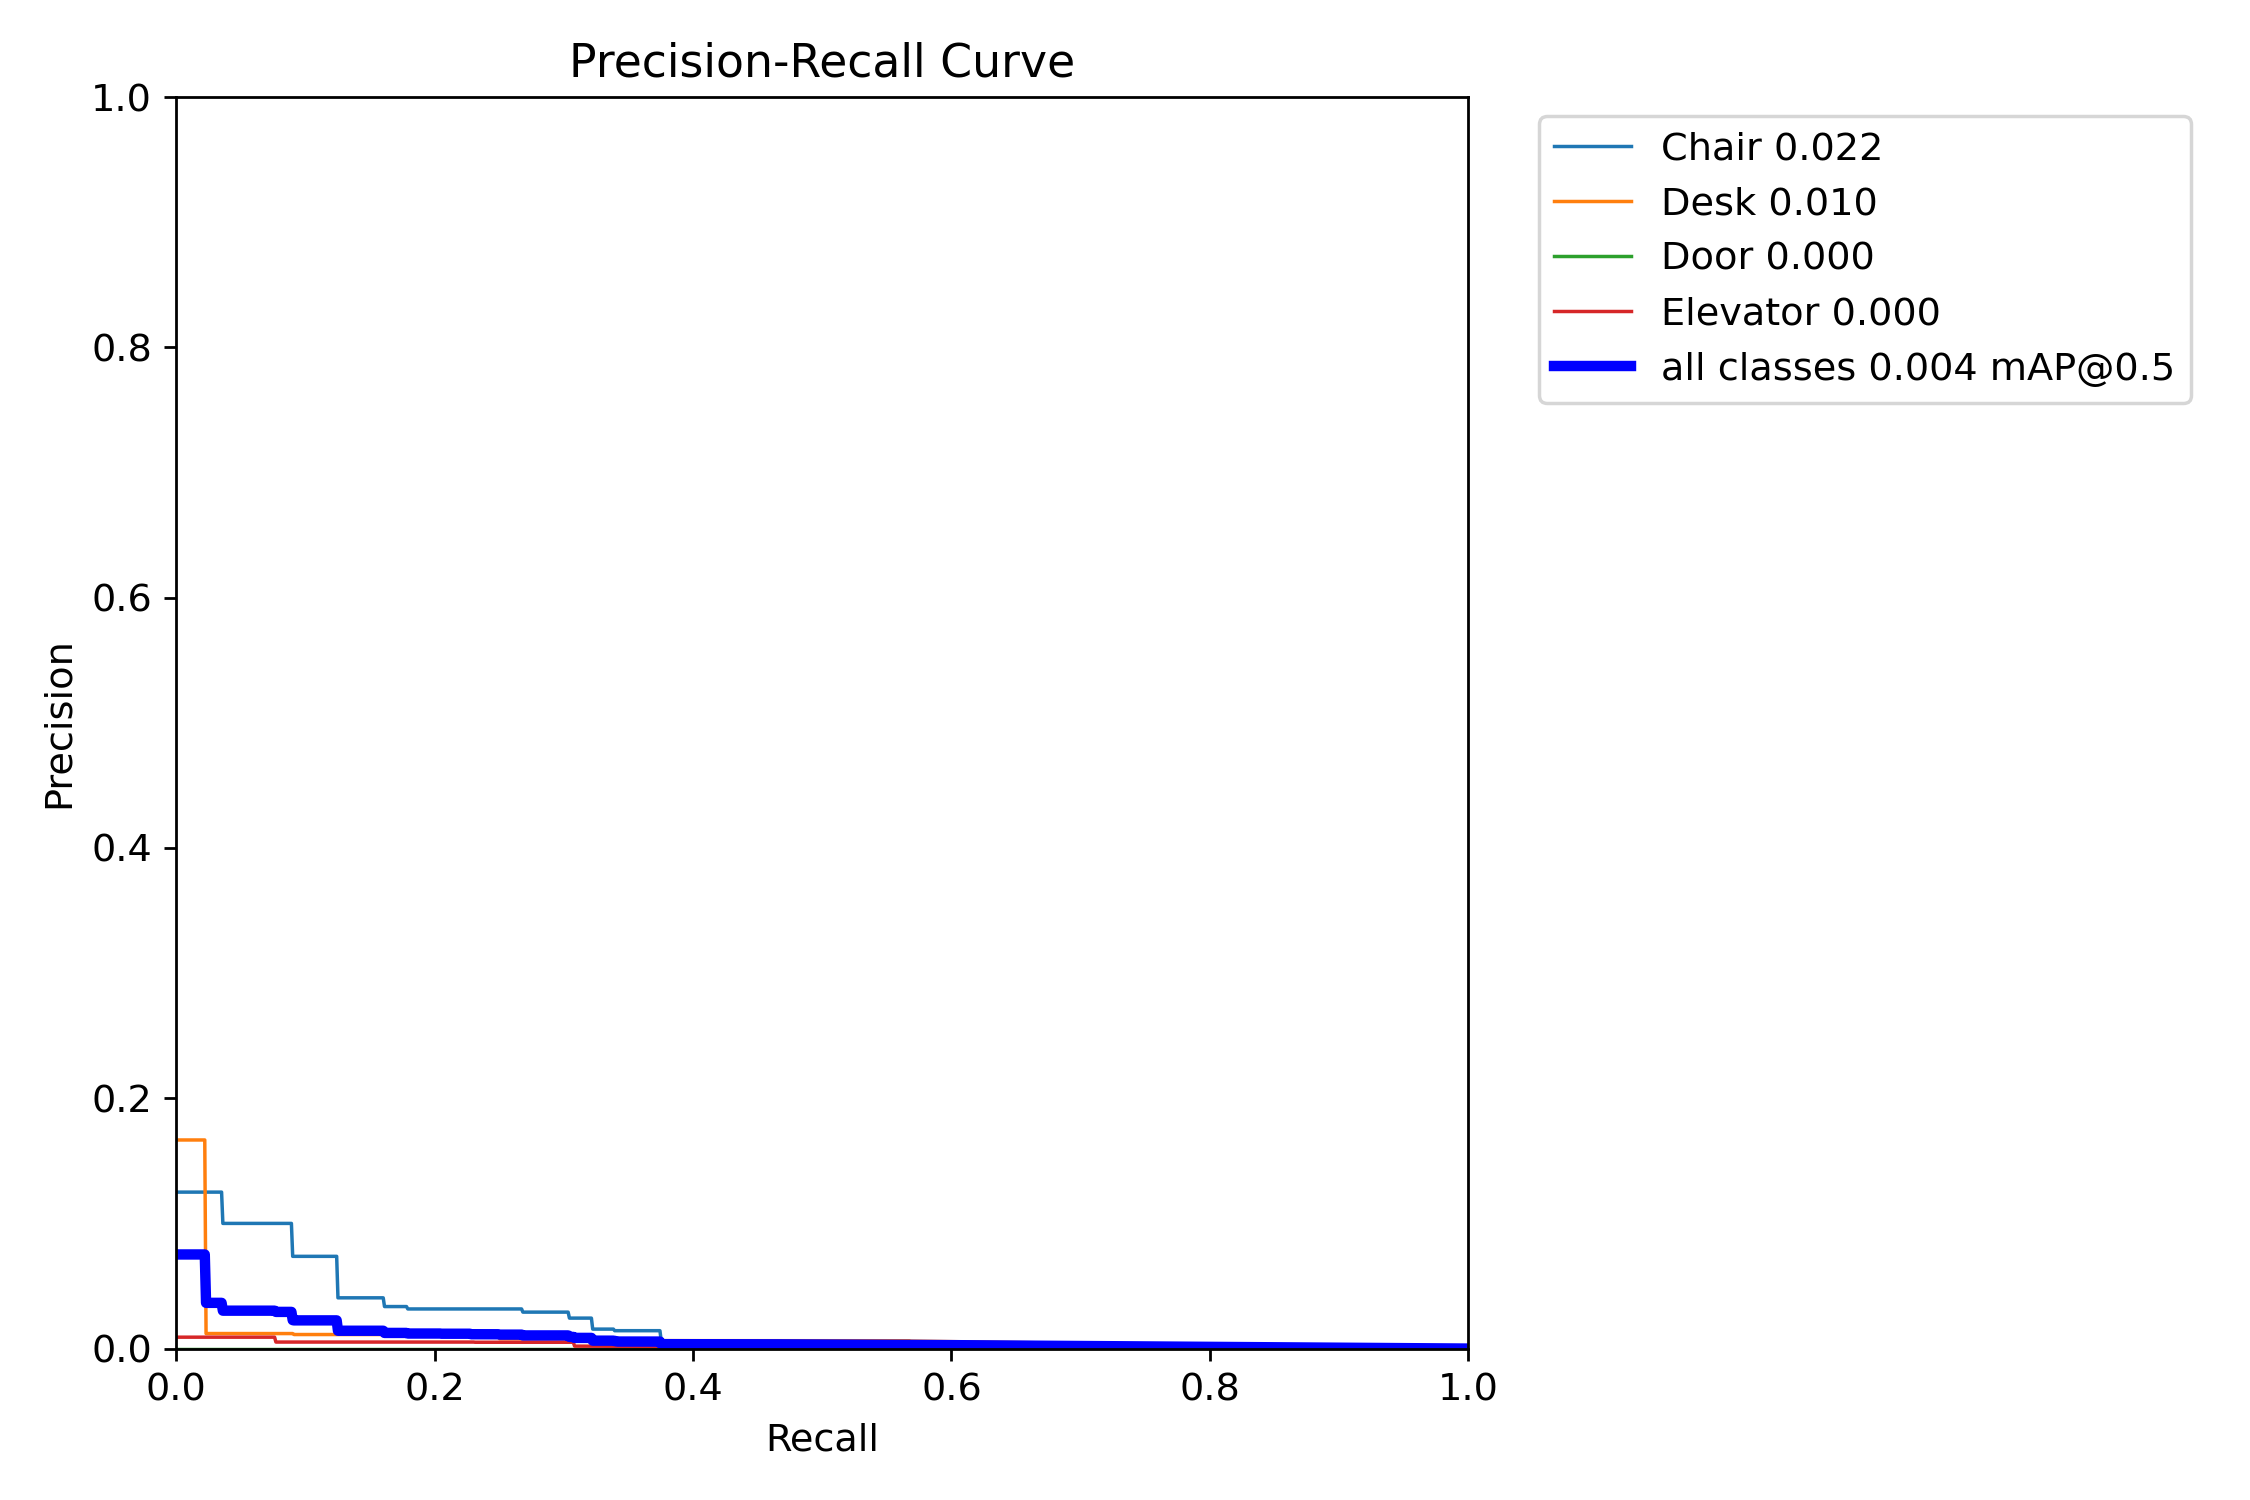 Precision-Recall Curve
1.0
0.8
0.6
0.4
0.2
0.0
Precision
0.0 0.2 0.4 0.6 0.8 1.0
Recall
Chair 0.022
Desk 0.010
Door 0.000
Elevator 0.000
all classes 0.004 mAP@0.5